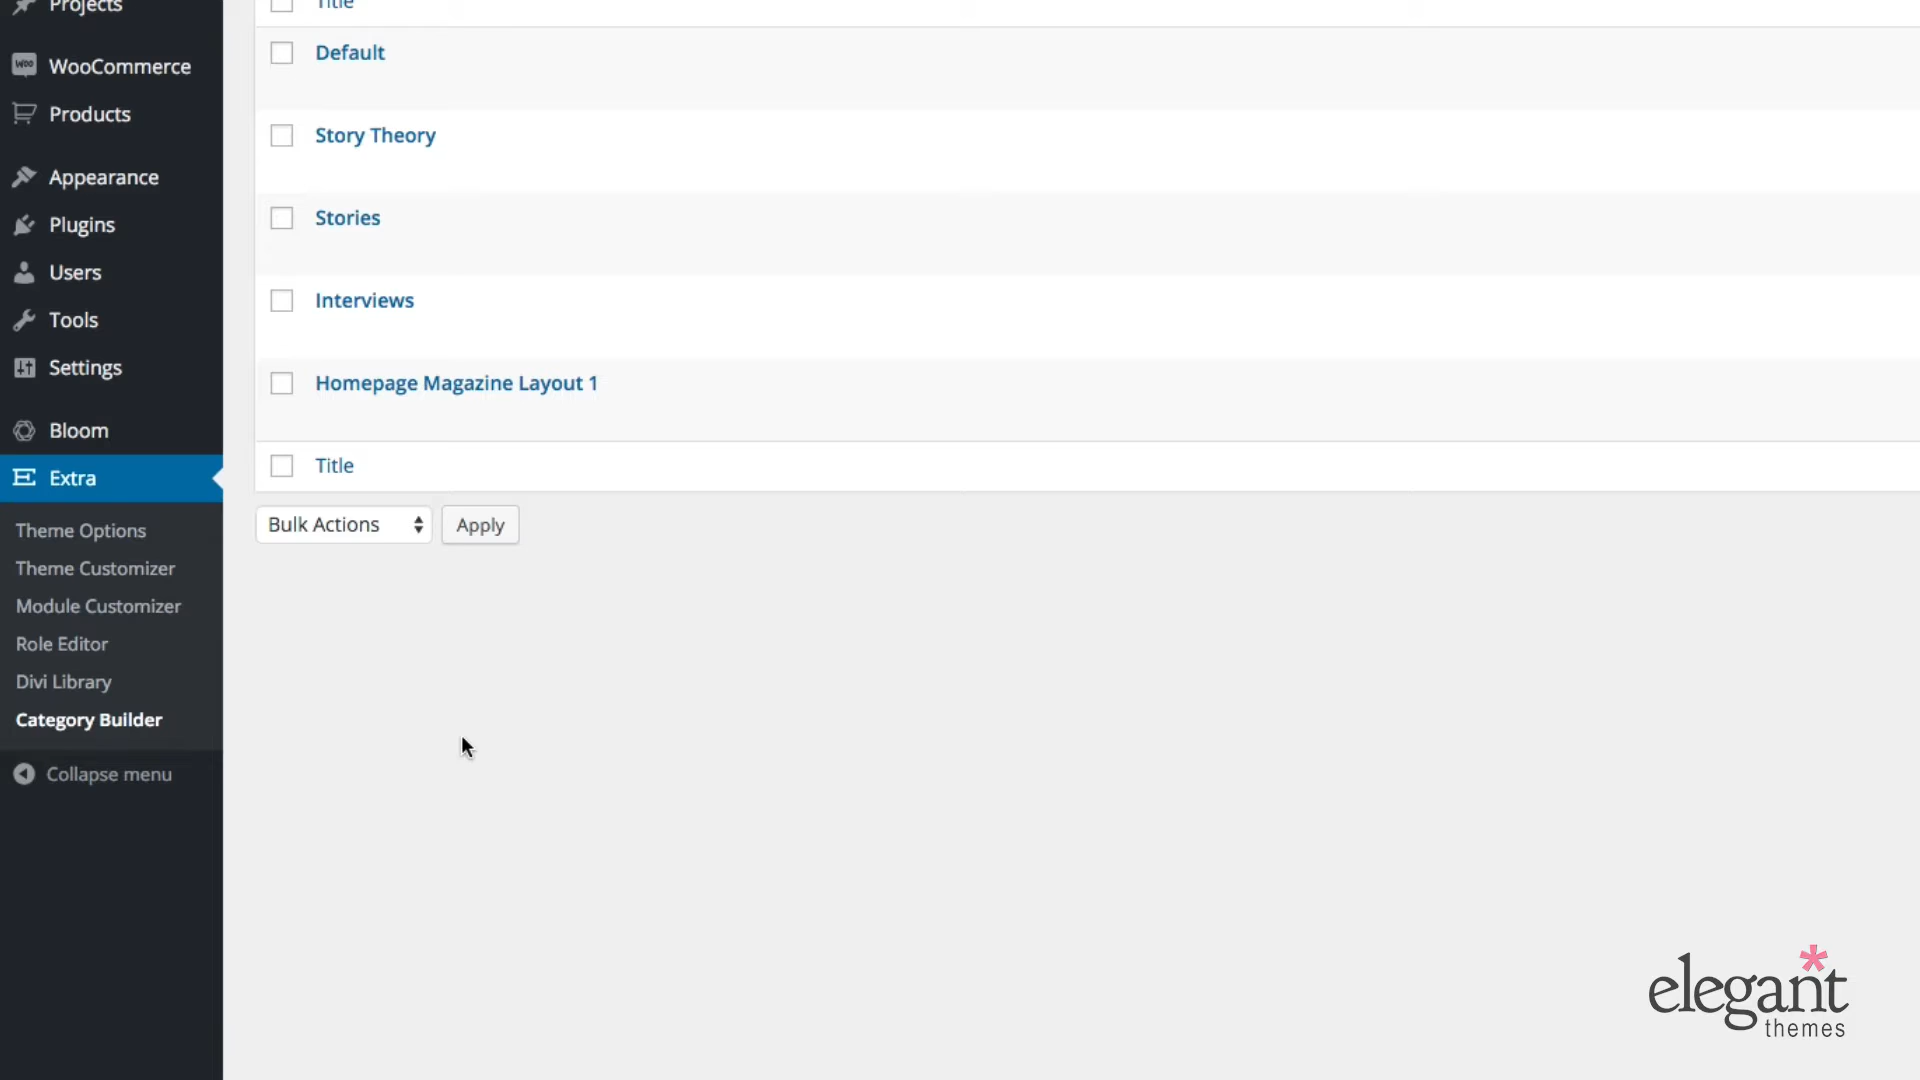 Projects
Title
WooCommerce
Products
Appearance
Plugins
Users
Tools
Settings
Bloom
Extra
Theme Options
Theme Customizer
Module Customizer
Role Editor
Divi Library
Category Builder
Collapse menu
Default
Story Theory
Stories
Interviews
Homepage Magazine Layout 1
Title
Bulk Actions Apply
elegant
themes